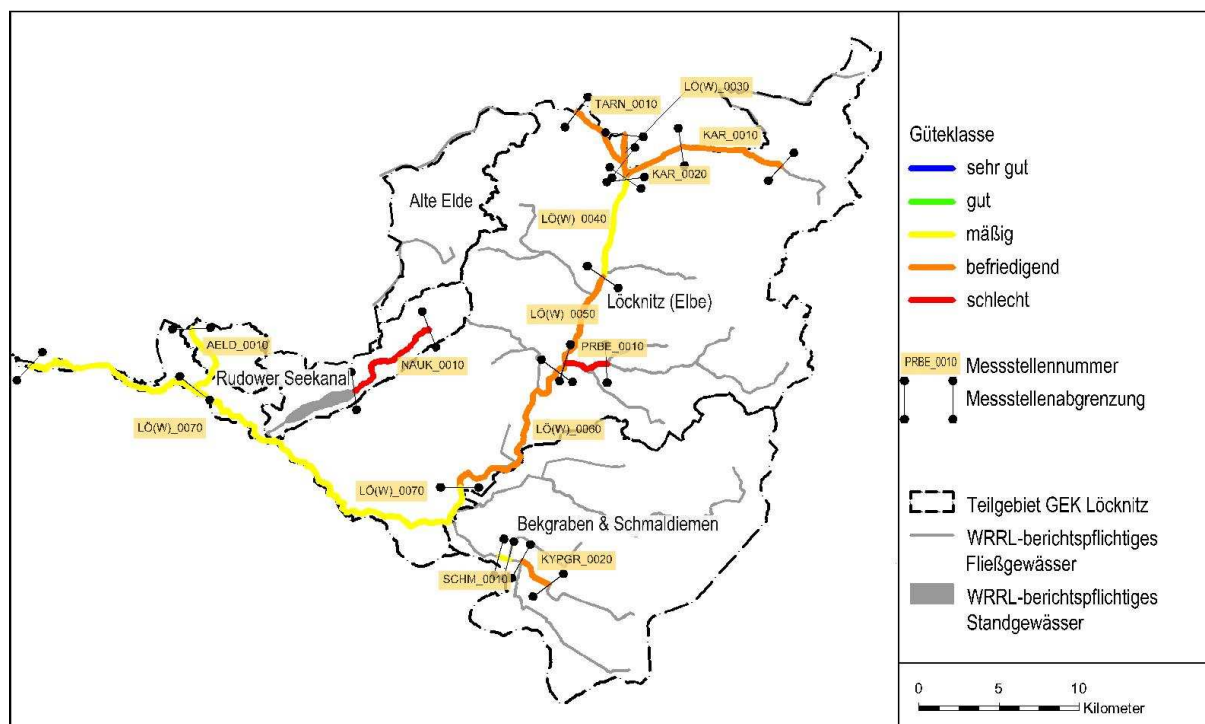 TARN_0010
LÖ(W)_0030
KAR_0010
KAR_0020
Alte Elde
LÖ(W)_0040
Löcknitz (Elbe)
LÖ(W)_0050
PRBE_0010
AELD_0010
NAUK_0010
Rudower Seekanal
LÖ(W)_0070
LÖ(W)_0060
LÖ(W)_0070
Bekgraben & Schmaldiemen
KYPGR_0020
SCHM_0010
Güteklasse
sehr gut
gut
mäßig
befriedigend
schlecht
PRBE_0010 Messstellennummer
Messstellenabgrenzung
Teilgebiet GEK Löcknitz
WRRL-berichtspflichtiges
Fließgewässer
WRRL-berichtspflichtiges
Standgewässer
0 5 10
Kilometer